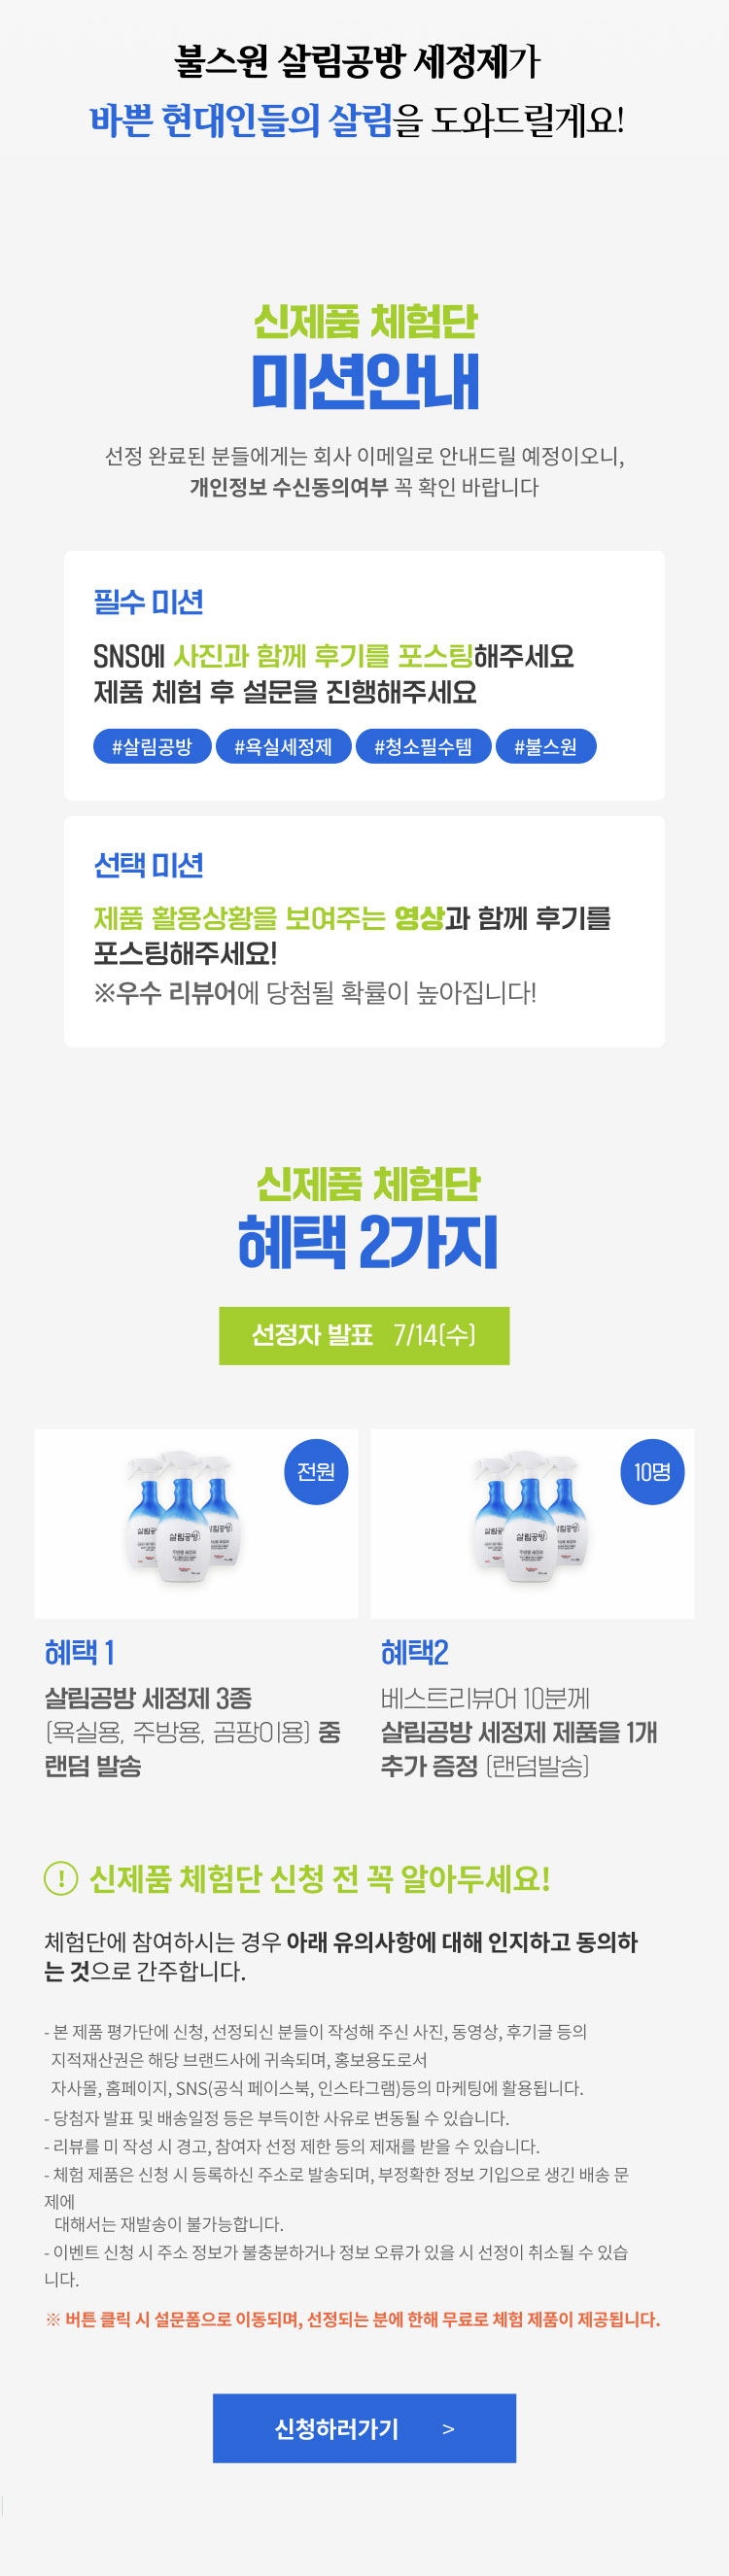 불스원 살림공방 세정제가
바쁜 현대인들의 살림을 도와드릴게요!
신제품 체험단
미션안내
선정 완료된 분들에게는 회사 이메일로 안내드릴 예정이오니,
개인정보 수신동의여부 꼭 확인 바랍니다
필수 미션
SNS에 사진과 함께 후기를 포스팅해주세요
제품 체험 후 설문을 진행해주세요
#살림공방 #욕실세정제 #청소필수템 #불스원
선택 미션
제품 활용상황을 보여주는 영상과 함께 후기를
포스팅해주세요!
※우수 리뷰어에 당첨될 확률이 높아집니다!
신제품 체험단
혜택 2가지
선정자 발표 7/14(수)
전원
살림공방
주방용 세정제
10명
살림공방
주방용 세정제
혜택 1
살림공방 세정제 3종
(욕실용, 주방용, 곰팡이용) 중
랜덤 발송
혜택2
베스트리뷰어 10분께
살림공방 세정제 제품을 1개
추가 증정 (랜덤발송)
! 신제품 체험단 신청 전 꼭 알아두세요!
체험단에 참여하시는 경우 아래 유의사항에 대해 인지하고 동의하
는 것으로 간주합니다.
- 본 제품 평가단에 신청, 선정되신 분들이 작성해 주신 사진, 동영상, 후기글 등의
지적재산권은 해당 브랜드사에 귀속되며, 홍보용도로서
자사몰, 홈페이지, SNS(공식 페이스북, 인스타그램)등의 마케팅에 활용됩니다.
- 당첨자 발표 및 배송일정 등은 부득이한 사유로 변동될 수 있습니다.
- 리뷰를 미 작성 시 경고, 참여자 선정 제한 등의 제재를 받을 수 있습니다.
- 체험 제품은 신청 시 등록하신 주소로 발송되며, 부정확한 정보 기입으로 생긴 배송 문
제에
대해서는 재발송이 불가능합니다.
- 이벤트 신청 시 주소 정보가 불충분하거나 정보 오류가 있을 시 선정이 취소될 수 있습
니다.
※ 버튼 클릭 시 설문폼으로 이동되며, 선정되는 분에 한해 무료로 체험 제품이 제공됩니다.
신청하러가기 >